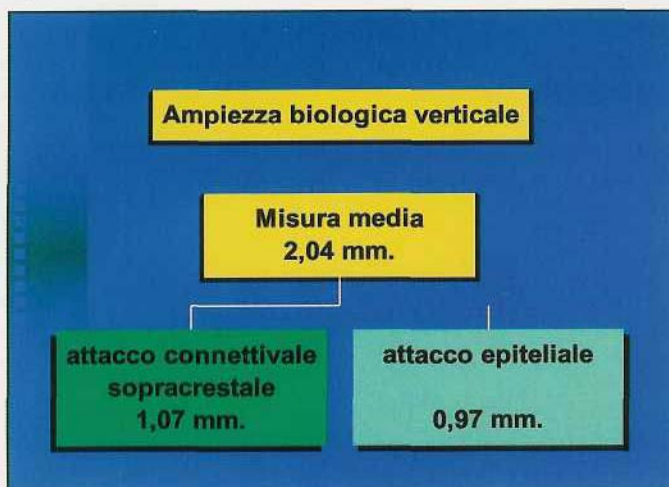 Ampiezza biologica verticale
Misura media
2,04 mm.
attacco connettivale
sopracrestale
1,07 mm.
attacco epiteliale
0,97 mm.